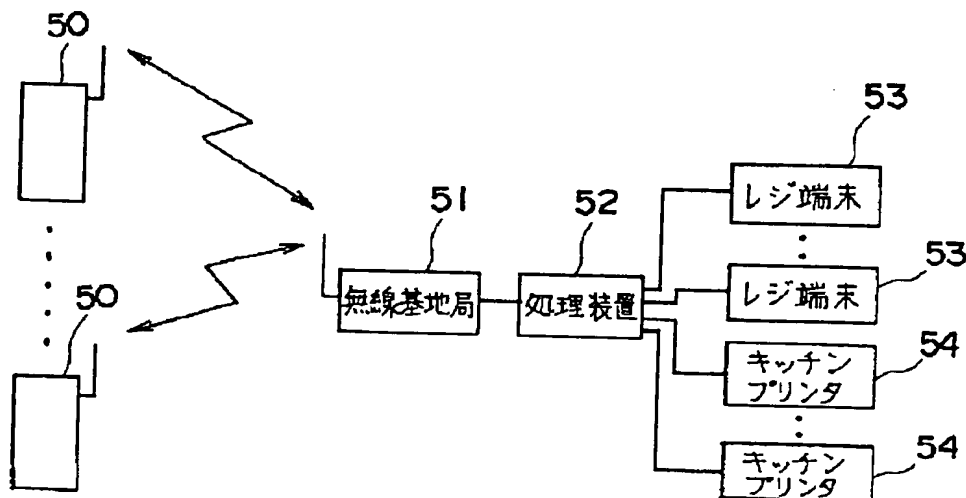 50
50
51
無線基地局
52
処理装置
53
レジ端末
53
レジ端末
54
キッチン
プリンタ
54
キッチン
プリンタ